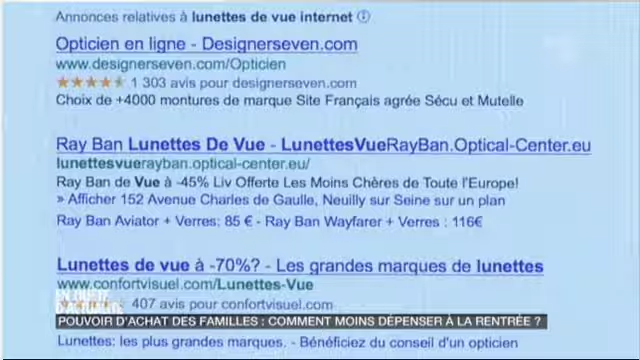 Annonces relatives à lunettes de vue internet ⓘ
Opticien en ligne - Designerseven.com
www.designerseven.com/Opticien
1 303 avis pour designerseven.com
Choix de +4000 montures de marque Site Français agrée Sécu et Mutelle
Ray Ban Lunettes De Vue - LunettesVueRayBan.Optical-Center.eu
lunettesvuerayban.optical-center.eu/
Ray Ban de Vue à -45% Liv Offerte Les Moins Chères de Toute l'Europe!
» Afficher 152 Avenue Charles de Gaulle, Neuilly sur Seine sur un plan
Ray Ban Aviator + Verres: 85 € - Ray Ban Wayfarer + Verres : 116€
Lunettes de vue à -70%? - Les grandes marques de lunettes
www.confortvisuel.com/Lunettes-Vue
407 avis pour confortvisuel.com
POUVOIR D'ACHAT DES FAMILLES : COMMENT MOINS DÉPENSER À LA RENTRÉE ?
Lunettes: les plus grandes marques. - Bénéficiez du conseil d'un opticien